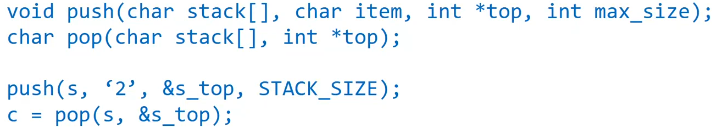 void push(char stack[], char item, int *top, int max_size);
char pop(char stack[], int *top);
push(s, ‘2’, &s_top, STACK_SIZE);
c = pop(s, &s_top);